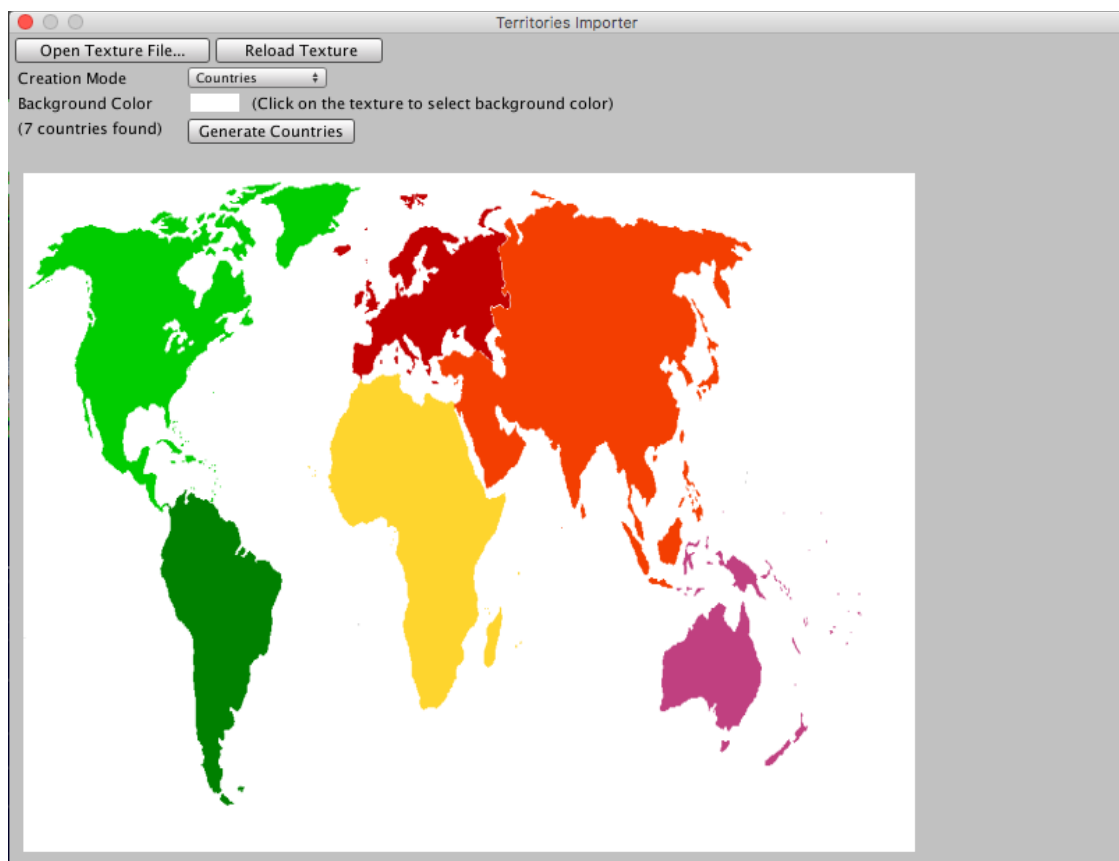 Territories Importer
Open Texture File... Reload Texture
Creation Mode Countries
Background Color (Click on the texture to select background color)
(7 countries found) Generate Countries